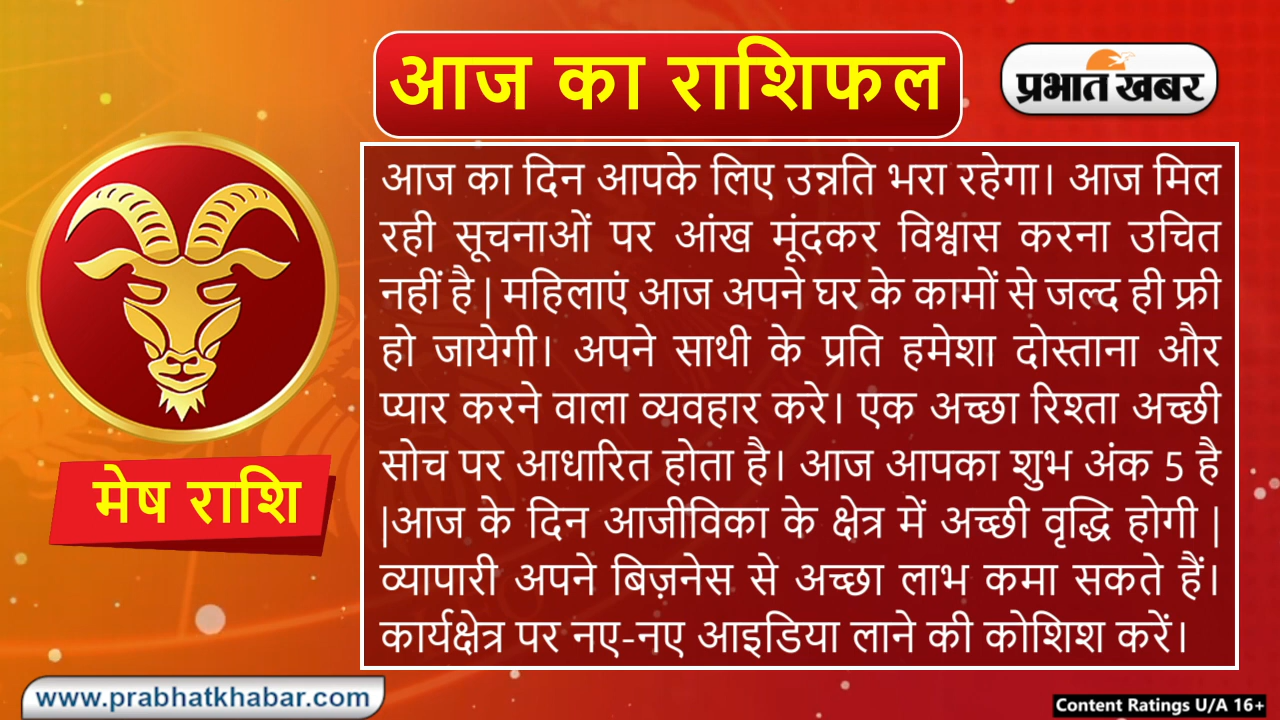 आज का राशिफल
प्रभात खबर
आज का दिन आपके लिए उन्नति भरा रहेगा। आज मिल
रही सूचनाओं पर आंख मूंदकर विश्वास करना उचित
नहीं है | महिलाएं आज अपने घर के कामों से जल्द ही फ्री
हो जायेगी। अपने साथी के प्रति हमेशा दोस्ताना और
प्यार करने वाला व्यवहार करे। एक अच्छा रिश्ता अच्छी
सोच पर आधारित होता है। आज आपका शुभ अंक 5 है
|आज के दिन आजीविका के क्षेत्र में अच्छी वृद्धि होगी |
व्यापारी अपने बिज़नेस से अच्छा लाभ कमा सकते हैं।
कार्यक्षेत्र पर नए-नए आइडिया लाने की कोशिश करें।
मेष राशि
www.prabhatkhabar.com
Content Ratings U/A 16+